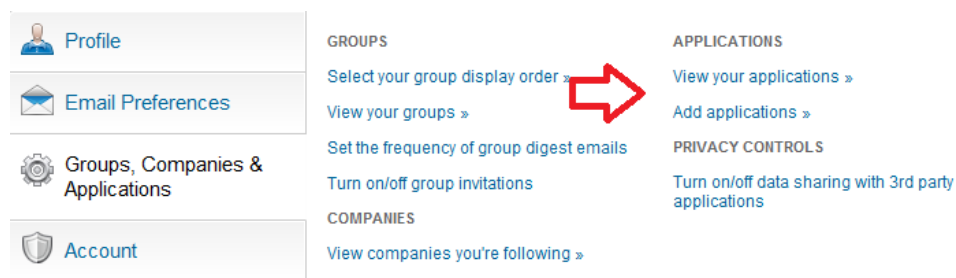 Profile
Email Preferences
Groups, Companies &
Applications
Account
GROUPS
Select your group display order »
View your groups »
Set the frequency of group digest emails
Turn on/off group invitations
COMPANIES
View companies you're following »
APPLICATIONS
View your applications »
Add applications »
PRIVACY CONTROLS
Turn on/off data sharing with 3rd party
applications